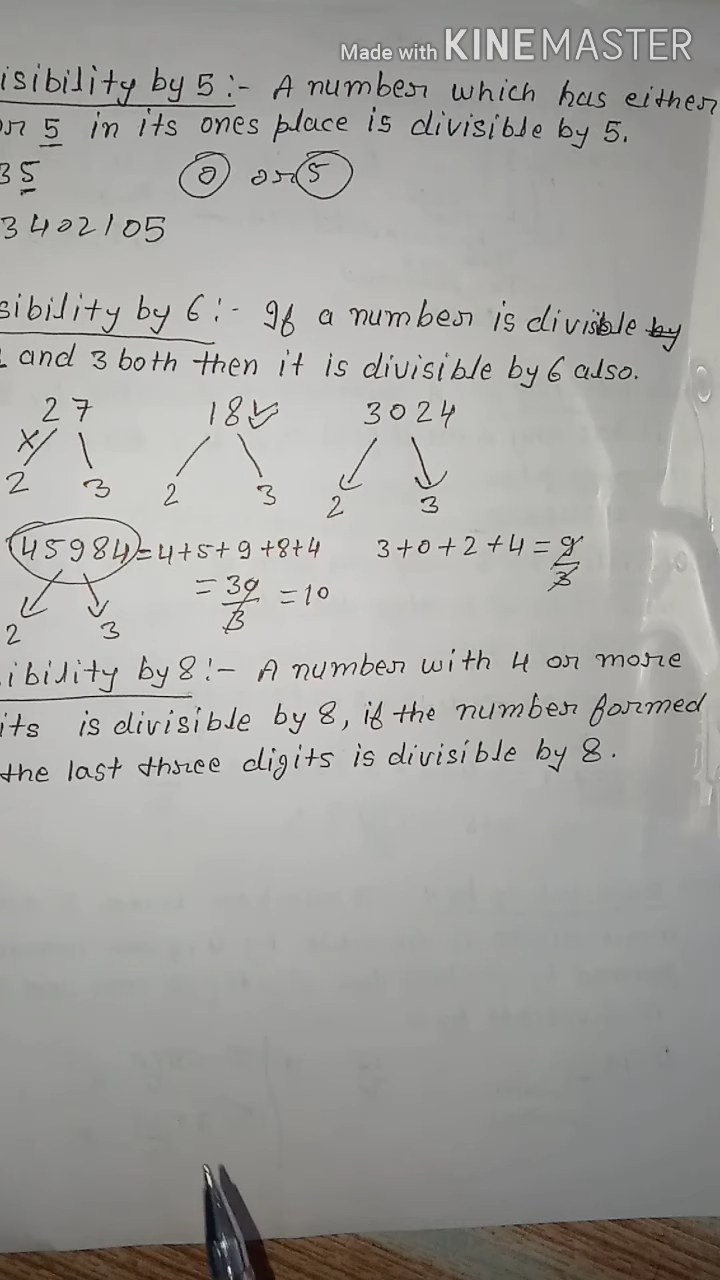 Made with KINEMASTER
isibility by 5 :- A number which has either
or 5 in its ones place is divisible by 5.
35
0 or 5
3402105
sibility by 6 :- If a number is divisible by
and 3 both then it is divisible by 6 also.
27 18 3024
2 3 2 3 2 3
45984 = 4+5+9+8+4 3+0+2+4 = 9/3
= 30/3 = 10
2 3
ibility by 8 :- A number with 4 or more
its is divisible by 8, if the number formed
the last three digits is divisible by 8.